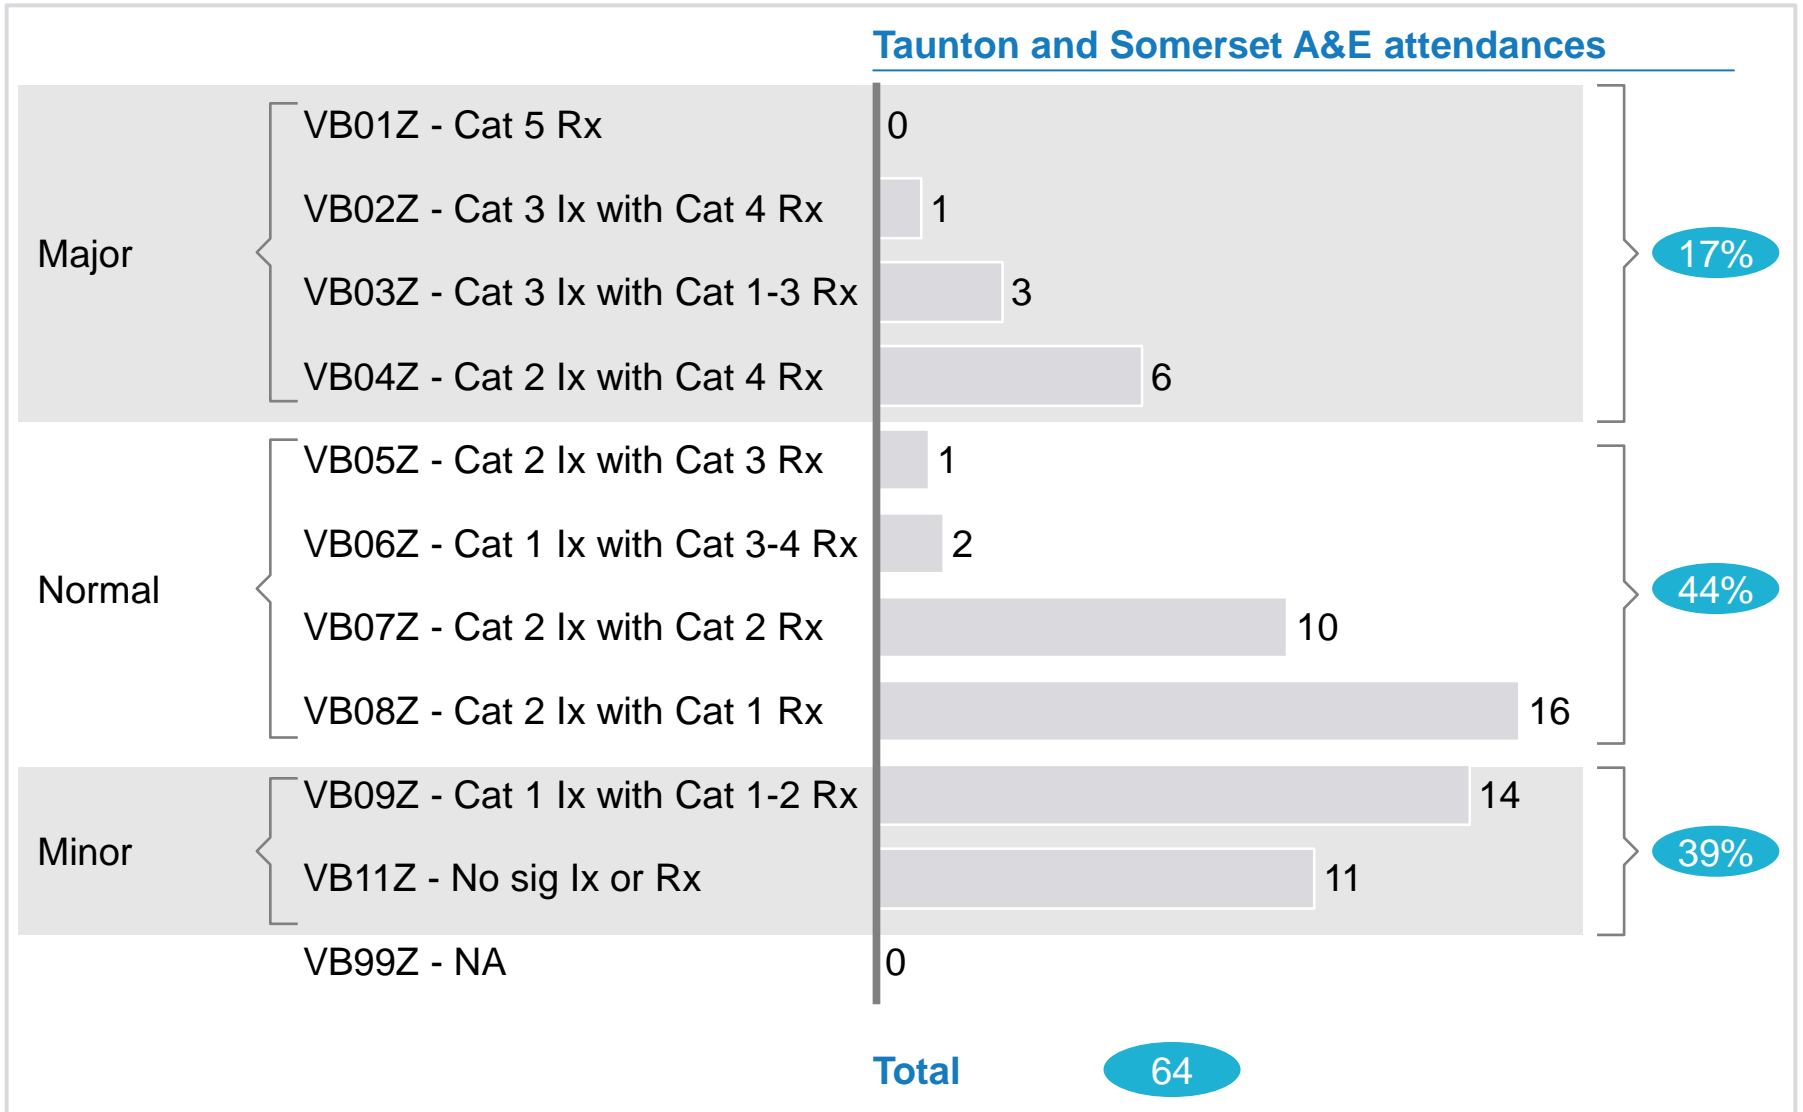 Taunton and Somerset A&E attendances
VB01Z - Cat 5 Rx 0
VB02Z - Cat 3 Ix with Cat 4 Rx 1
Major 17%
VB03Z - Cat 3 Ix with Cat 1-3 Rx 3
VB04Z - Cat 2 Ix with Cat 4 Rx 6
VB05Z - Cat 2 Ix with Cat 3 Rx 1
VB06Z - Cat 1 Ix with Cat 3-4 Rx 2
Normal 44%
VB07Z - Cat 2 Ix with Cat 2 Rx 10
VB08Z - Cat 2 Ix with Cat 1 Rx 16
VB09Z - Cat 1 Ix with Cat 1-2 Rx 14
Minor 39%
VB11Z - No sig Ix or Rx 11
VB99Z - NA 0
Total 64